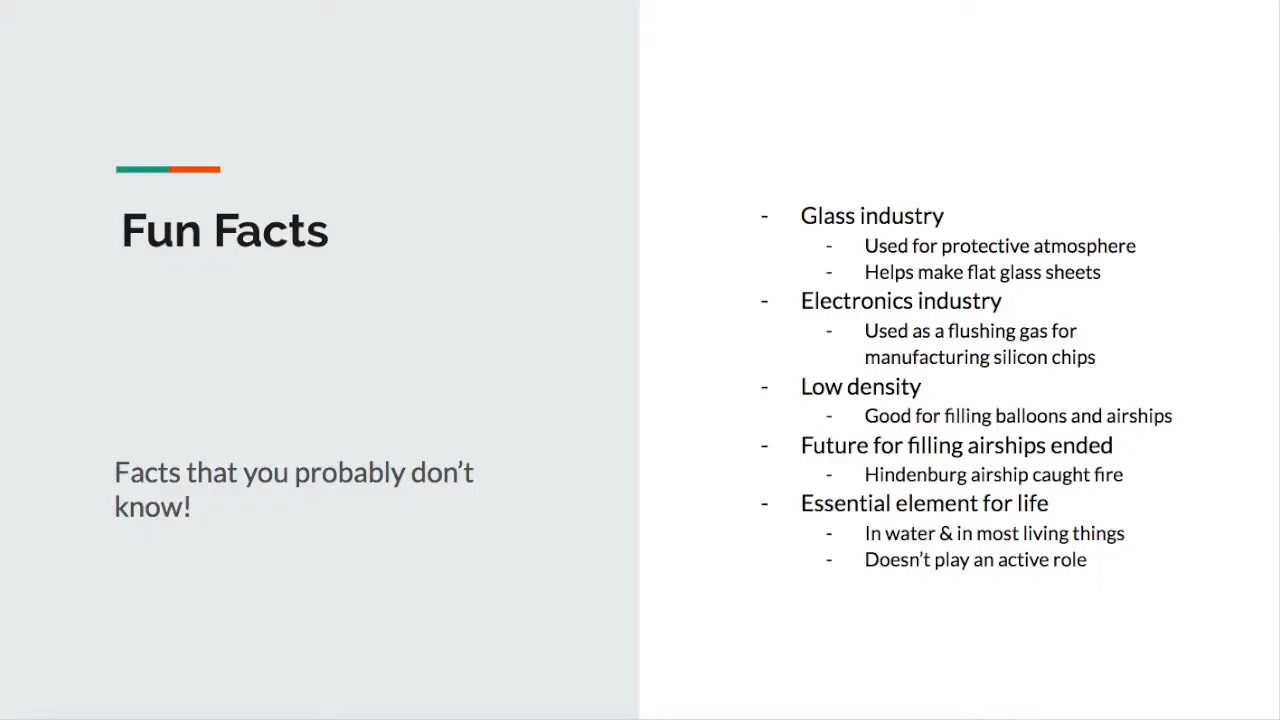 Fun Facts
Facts that you probably don’t
know!
- Glass industry
- Used for protective atmosphere
- Helps make flat glass sheets
- Electronics industry
- Used as a flushing gas for
manufacturing silicon chips
- Low density
- Good for filling balloons and airships
- Future for filling airships ended
- Hindenburg airship caught fire
- Essential element for life
- In water & in most living things
- Doesn’t play an active role